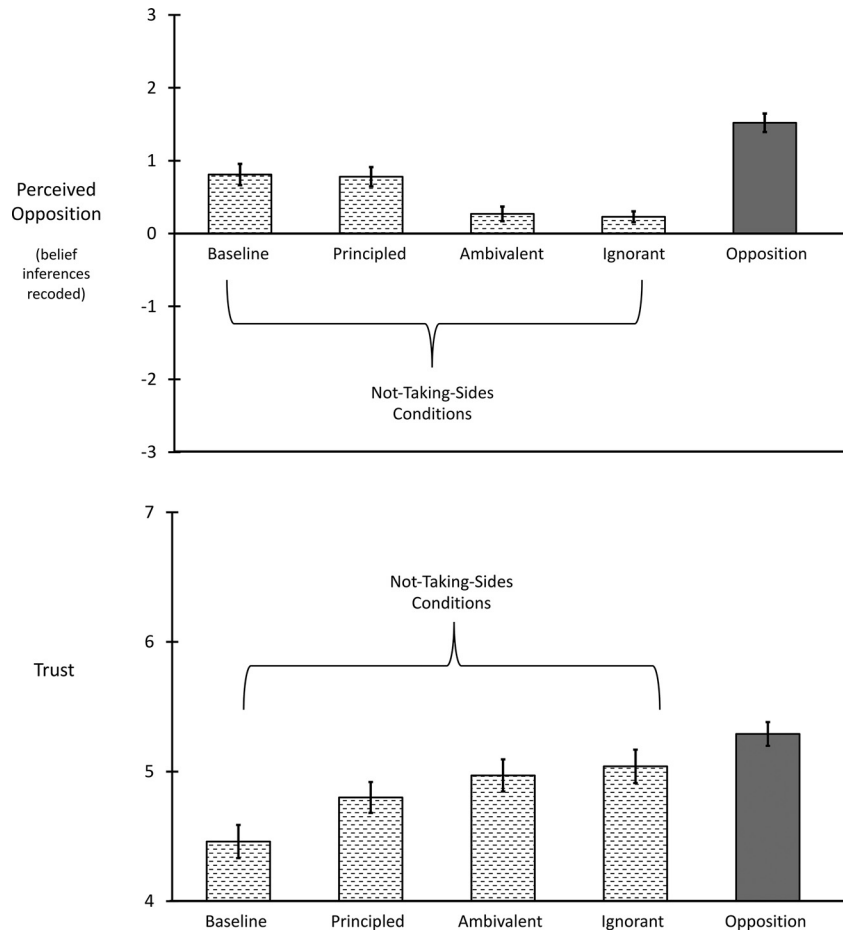 3
2
1
0
-1
-2
-3
Perceived
Opposition
(belief
inferences
recoded)
Baseline Principled Ambivalent Ignorant Opposition
Not-Taking-Sides
Conditions
7
6
5
4
Trust
Not-Taking-Sides
Conditions
Baseline Principled Ambivalent Ignorant Opposition